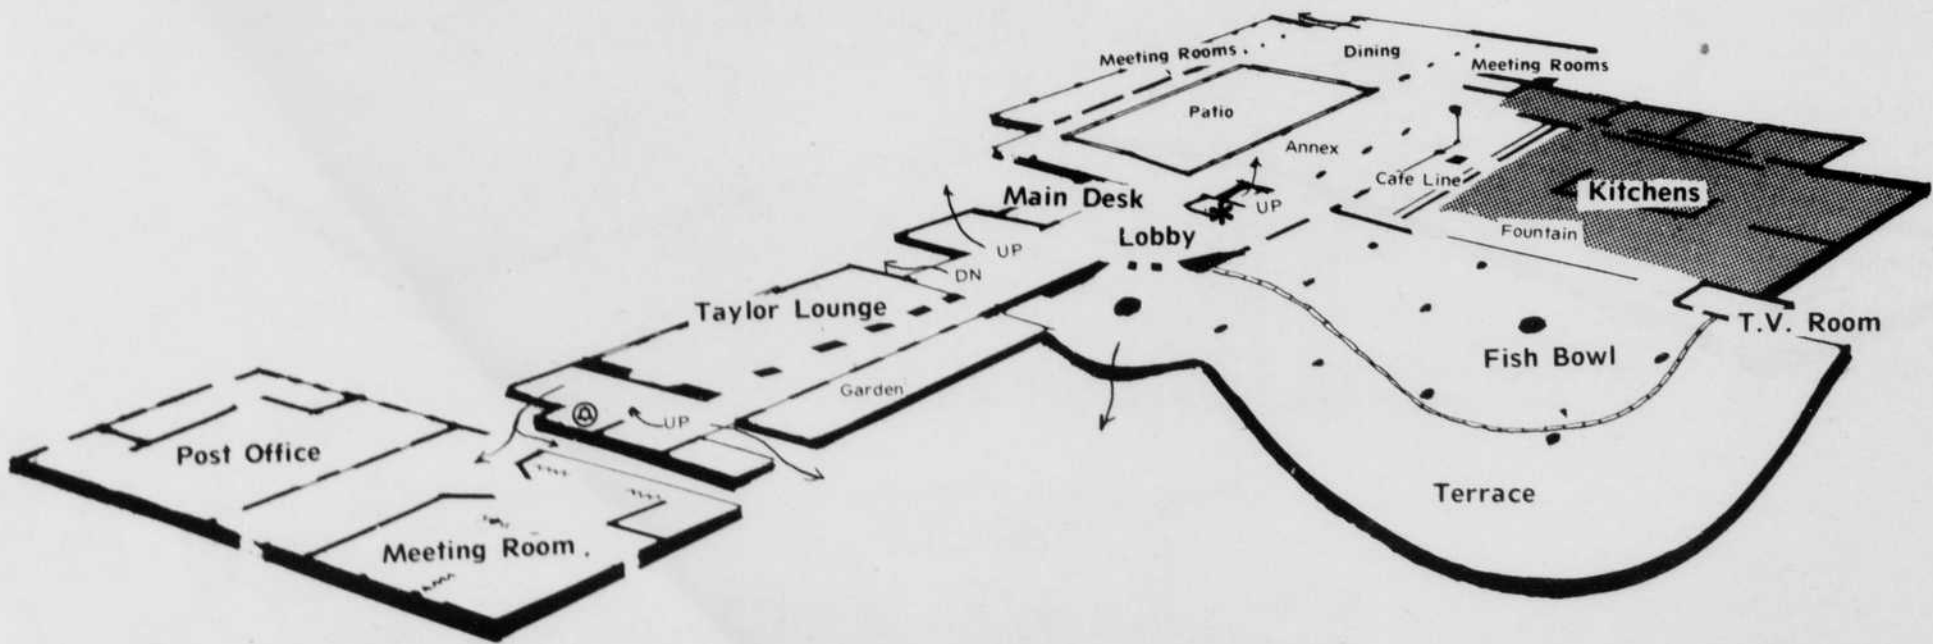 Meeting Rooms
Dining
Meeting Rooms
Patio
Annex
Cafe Line
Kitchens
Main Desk
UP
Lobby
Fountain
UP
DN
Taylor Lounge
T.V. Room
Fish Bowl
Garden
UP
Post Office
Terrace
Meeting Room